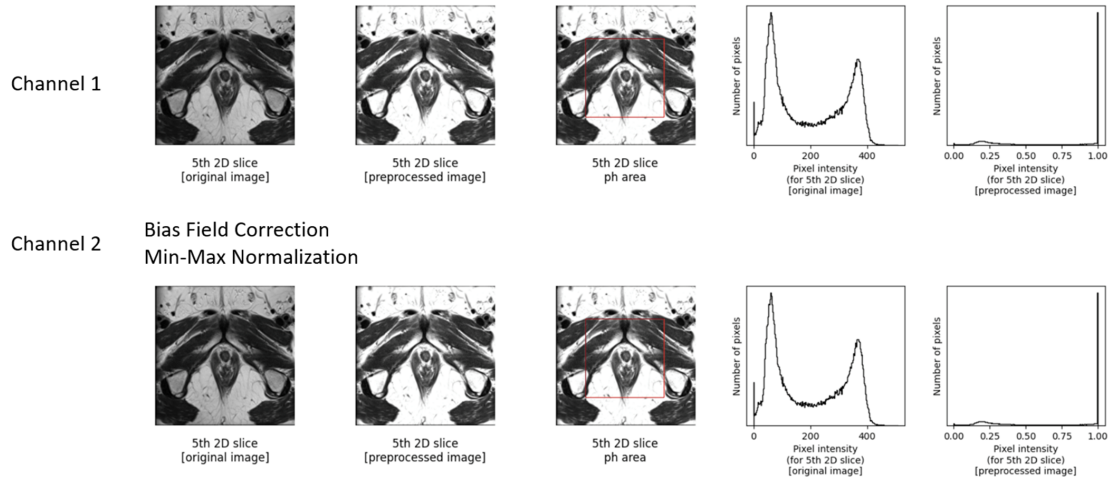 Channel 1
5th 2D slice
[original image]
5th 2D slice
[preprocessed image]
5th 2D slice
ph area
Number of pixels
0 200 400
Pixel intensity
(for 5th 2D slice)
[original image]
Number of pixels
0.00 0.25 0.50 0.75 1.00
Pixel intensity
(for 5th 2D slice)
[preprocessed image]
Channel 2
Bias Field Correction
Min-Max Normalization
5th 2D slice
[original image]
5th 2D slice
[preprocessed image]
5th 2D slice
ph area
Number of pixels
0 200 400
Pixel intensity
(for 5th 2D slice)
[original image]
Number of pixels
0.00 0.25 0.50 0.75 1.00
Pixel intensity
(for 5th 2D slice)
[preprocessed image]